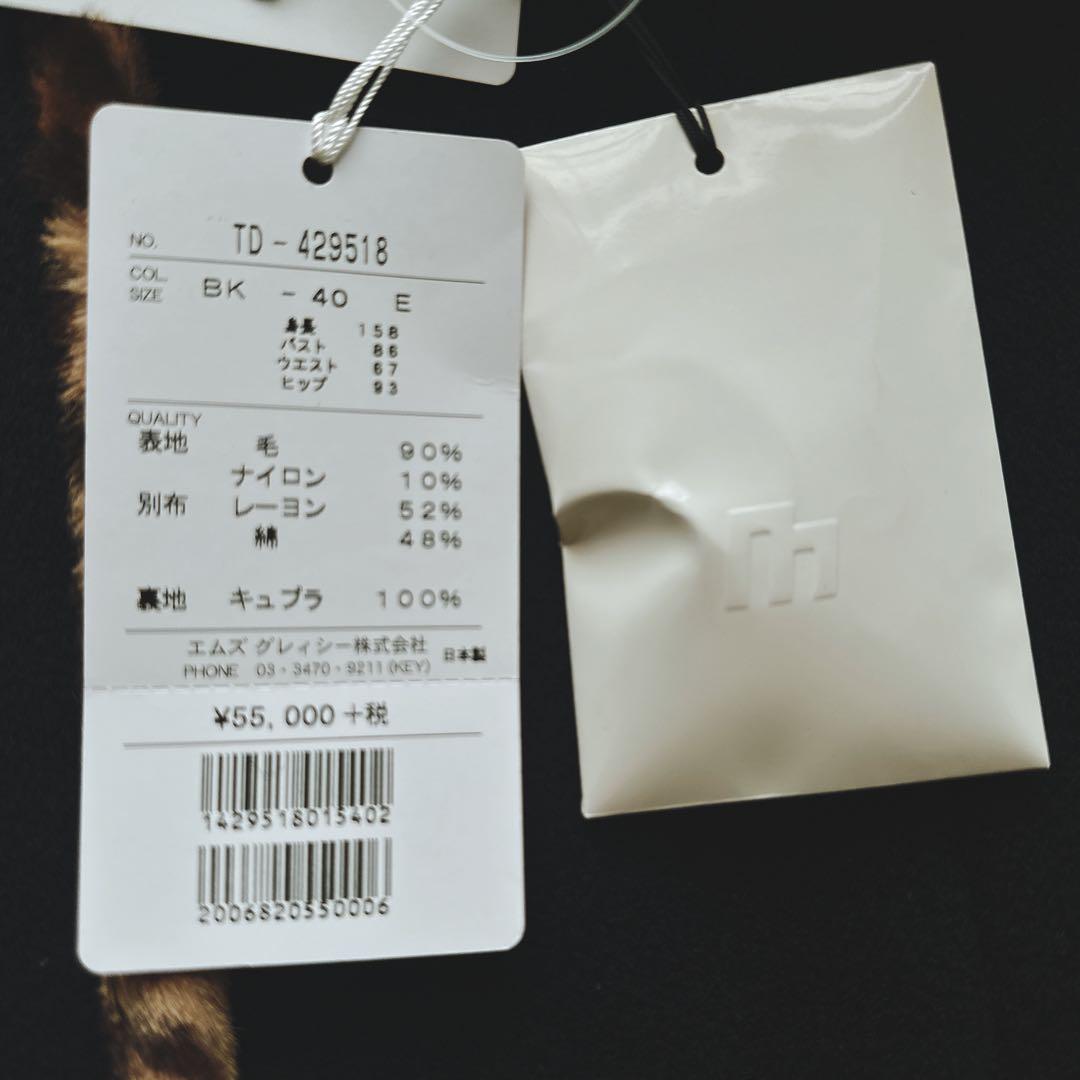 NO. TD-429518
COL.
SIZE BK - 40 E
身長 158
バスト 86
ウエスト 67
ヒップ 93
QUALITY
表地 毛 90%
ナイロン 10%
別布 レーヨン 52%
綿 48%
裏地 キュプラ 100%
エムズ グレィシー株式会社 日本製
PHONE 03-3470-9211(KEY)
¥55,000+税
1429518015402
2006820550006